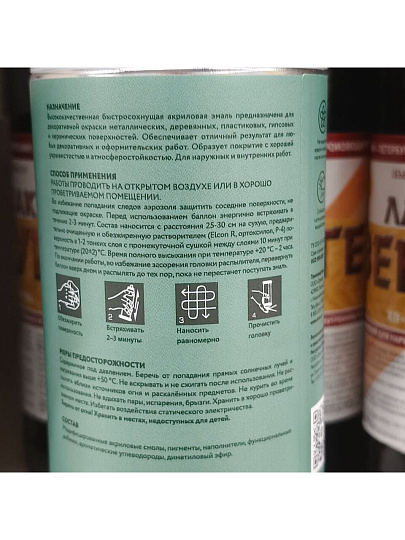 НАЗНАЧЕНИЕ
Высококачественная быстросохнущая акриловая эмаль предназначена для
декоративной окраски металлических, деревянных, пластиковых, гипсовых
и керамических поверхностей. Обеспечивает отличный результат для лю-
бых декоративных и оформительских работ. Образует покрытие с хорошей
укрывистостью и атмосферостойкостью. Для наружных и внутренних работ.
СПОСОБ ПРИМЕНЕНИЯ
РАБОТЫ ПРОВОДИТЬ НА ОТКРЫТОМ ВОЗДУХЕ ИЛИ В ХОРОШО
ПРОВЕТРИВАЕМОМ ПОМЕЩЕНИИ.
Во избежание попадания следов аэрозоля защитить соседние поверхности, не
подлежащие окраске. Перед использованием баллон энергично встряхивать в
течение 2-3 минут. Состав наносится с расстояния 25-30 см на сухую, предвари-
тельно очищенную и обезжиренную растворителем (Elcon R, ортоксилол, Р-4) по-
верхность в 1-2 тонких слоя с промежуточной сушкой между слоями 10 минут при
температуре (20±2) °С. Время полного высыхания при температуре +20 °С – 2 часа.
По окончании работы, во избежание засорения головки распылителя, перевернуть
баллон вверх дном и распылять до тех пор, пока не перестанет поступать эмаль.
2
3
4
Обезжирить
поверхность
Встряхивать
2–3 минуты
Наносить
равномерно
Прочистить
головку
МЕРЫ ПРЕДОСТОРОЖНОСТИ
Содержимое под давлением. Беречь от попадания прямых солнечных лучей и
нагревания выше +50 °С. Не вскрывать и не сжигать после использования. Не рас-
пылять вблизи источников огня и раскалённых предметов. Не курить во время
использования. Не вдыхать пары, испарения, брызги. Хранить в хорошо проветри-
ваемом месте. Избегать воздействия статического электричества.
Беречь от огня! Хранить в местах, недоступных для детей.
СОСТАВ
Модифицированные акриловые смолы, пигменты, наполнители, функциональные
добавки, ароматические углеводороды, диметиловый эфир.